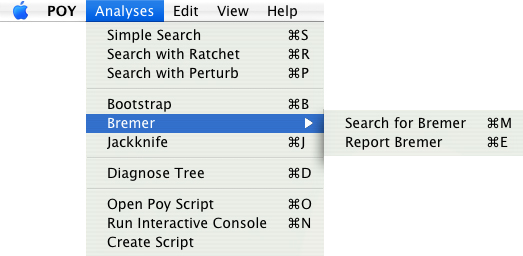 POY Analyses Edit View Help
Simple Search ⌘S
Search with Ratchet ⌘R
Search with Perturb ⌘P
Bootstrap ⌘B
Bremer
Search for Bremer ⌘M
Report Bremer ⌘E
Jackknife ⌘J
Diagnose Tree ⌘D
Open Poy Script ⌘O
Run Interactive Console ⌘N
Create Script